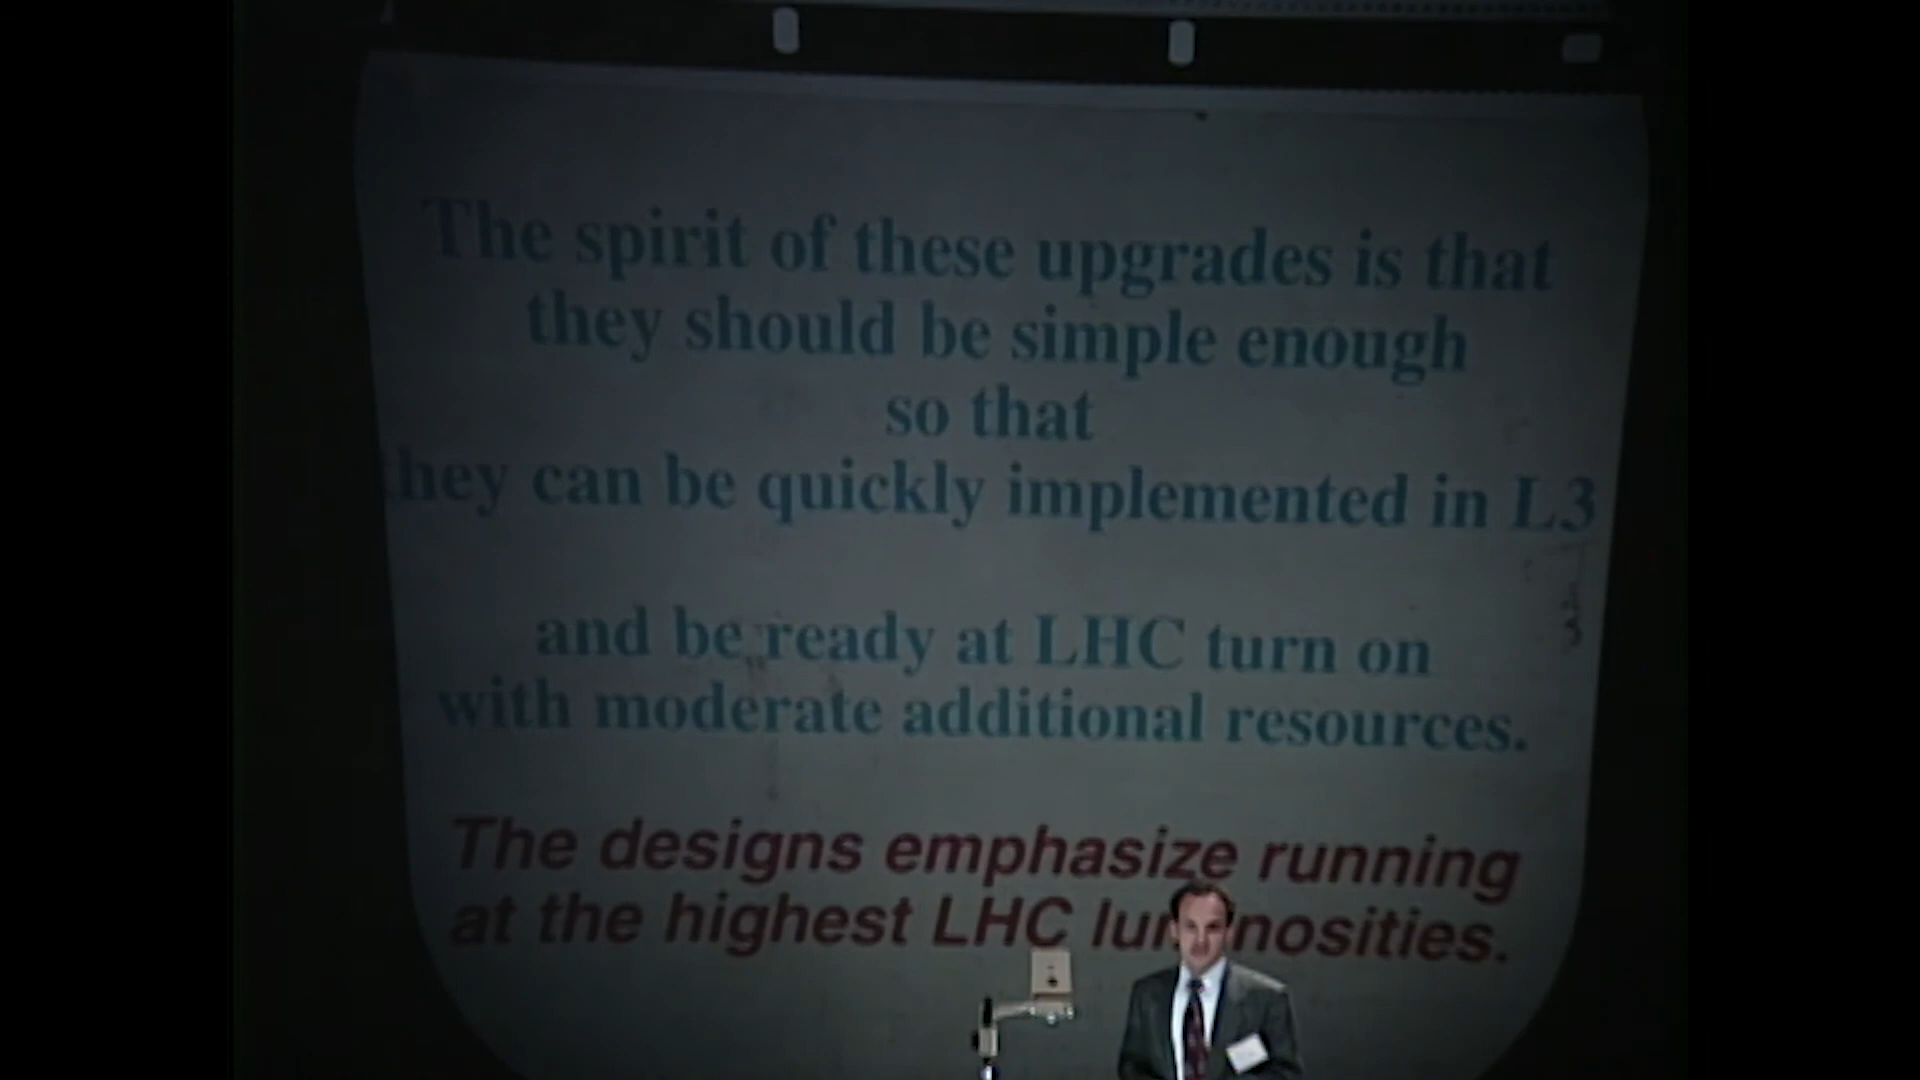 The spirit of these upgrades is that
they should be simple enough
so that
they can be quickly implemented in L3
and be ready at LHC turn on
with moderate additional resources.
The designs emphasize running
at the highest LHC luminosities.